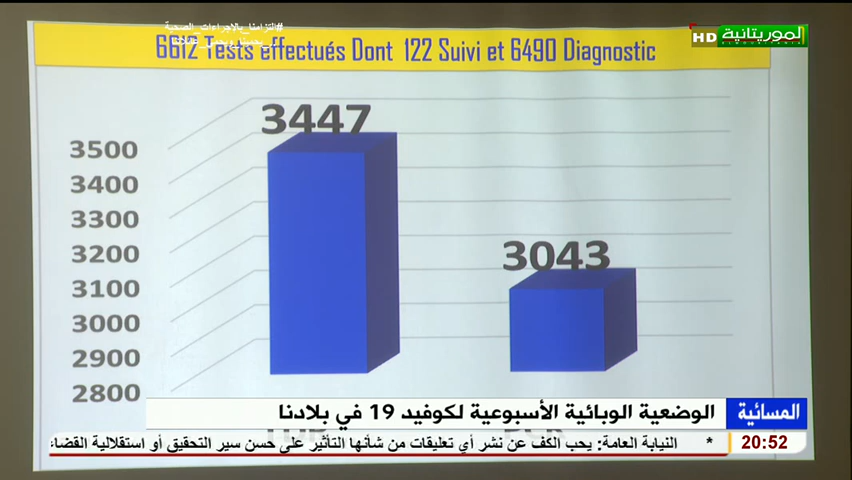 #التزامنا_بالإجراءات_الصحية
الموريتانية
HD
6612 Tests effectués Dont 122 Suivi et 6490 Diagnostic
3447
3043
3500
3400
3300
3200
3100
3000
2900
2800
المسائية
الوضعية الوبائية الأسبوعية لكوفيد 19 في بلادنا
20:52
* النيابة العامة: يجب الكف عن نشر أي تعليقات من شأنها التأثير على حسن سير التحقيق أو استقلالية القضاء